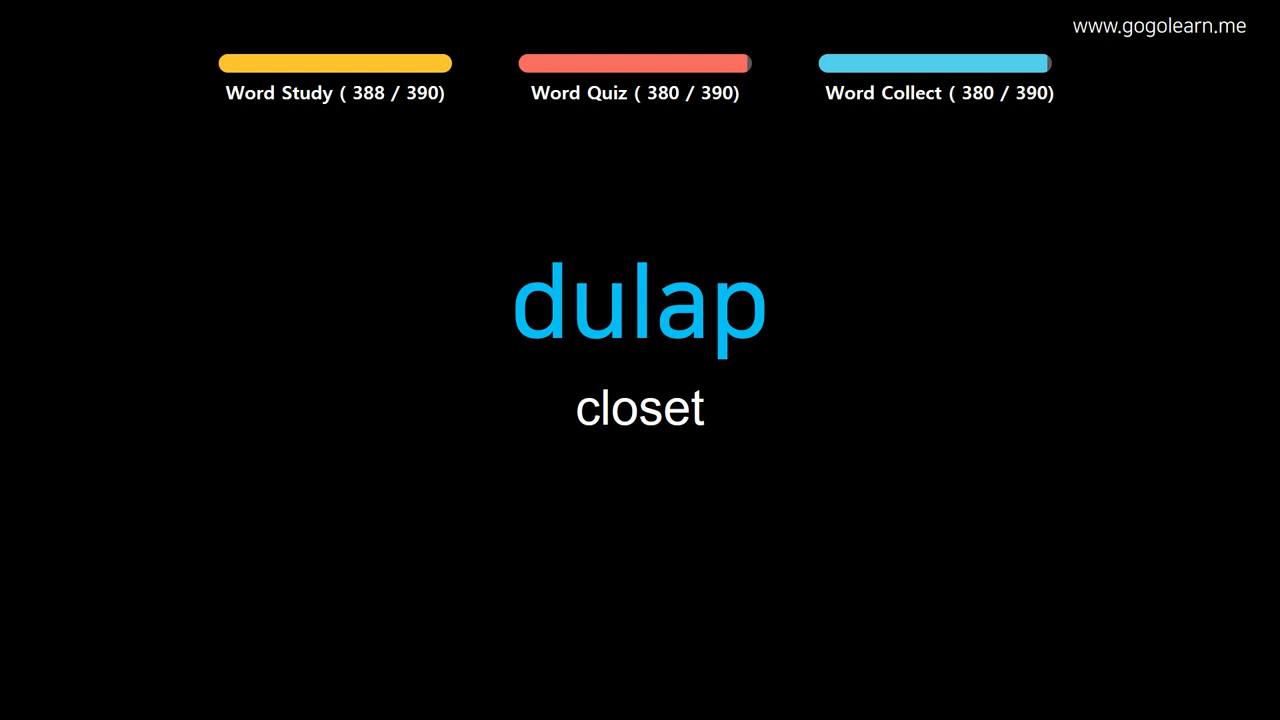 www.gogolearn.me
Word Study ( 388 / 390)
Word Quiz ( 380 / 390)
Word Collect ( 380 / 390)
dulap
closet